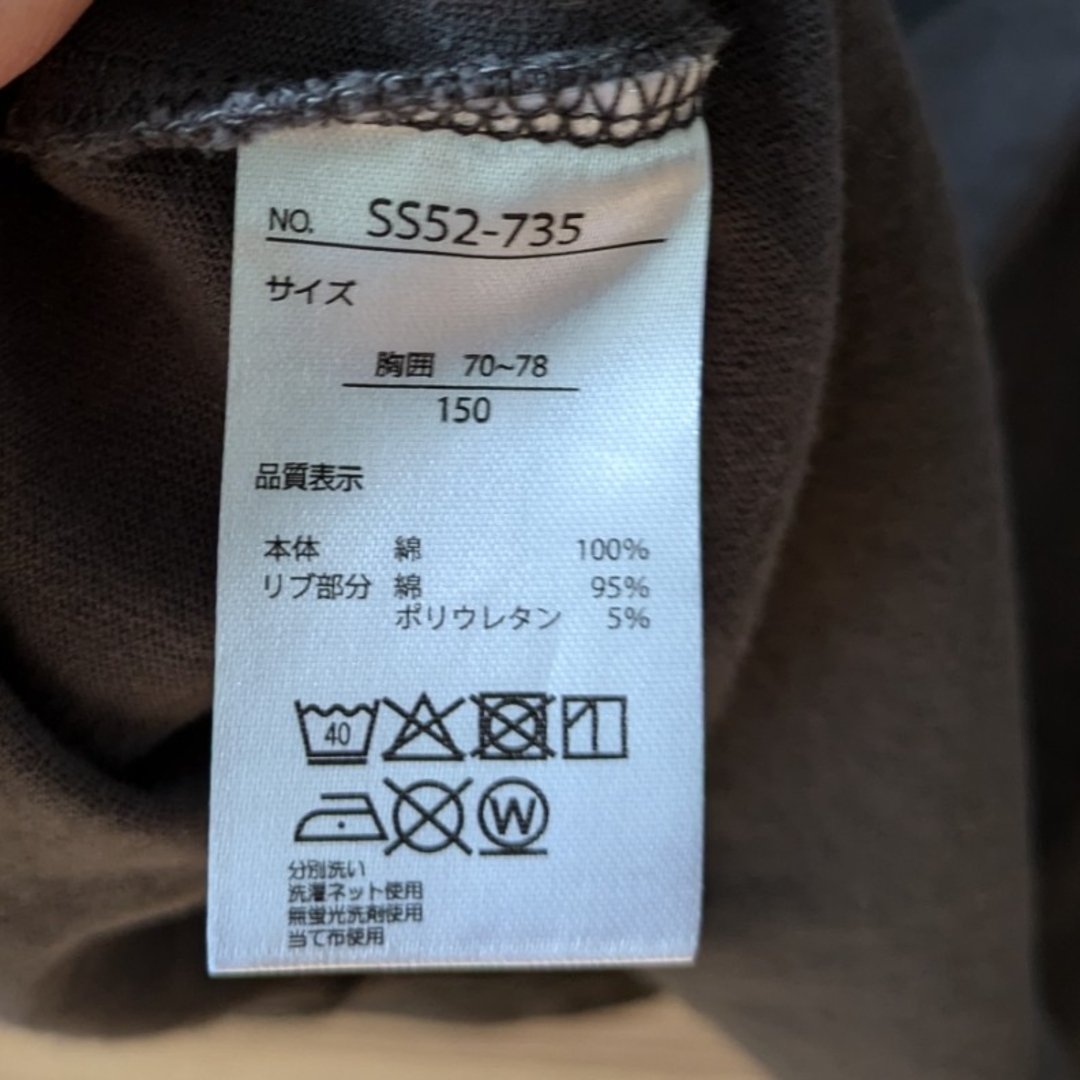 NO. SS52-735
サイズ
胸囲 70~78
150
品質表示
本体 綿 100%
リブ部分 綿 95%
ポリウレタン 5%
40
W
分別洗い
洗濯ネット使用
無蛍光洗剤使用
当て布使用